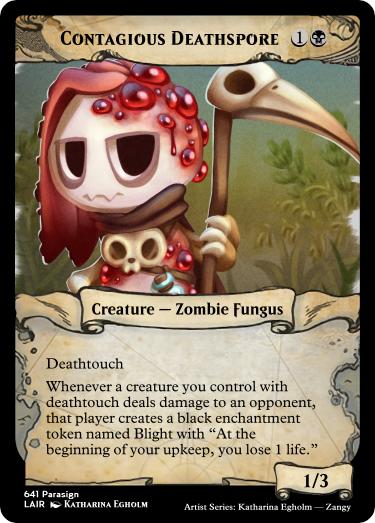 Contagious Deathspore 1
Creature — Zombie Fungus
Deathtouch
Whenever a creature you control with
deathtouch deals damage to an opponent,
that player creates a black enchantment
token named Blight with “At the
beginning of your upkeep, you lose 1 life.”
1/3
641 Parasign
LAIR Katharina Egholm
Artist Series: Katharina Egholm — Zangy